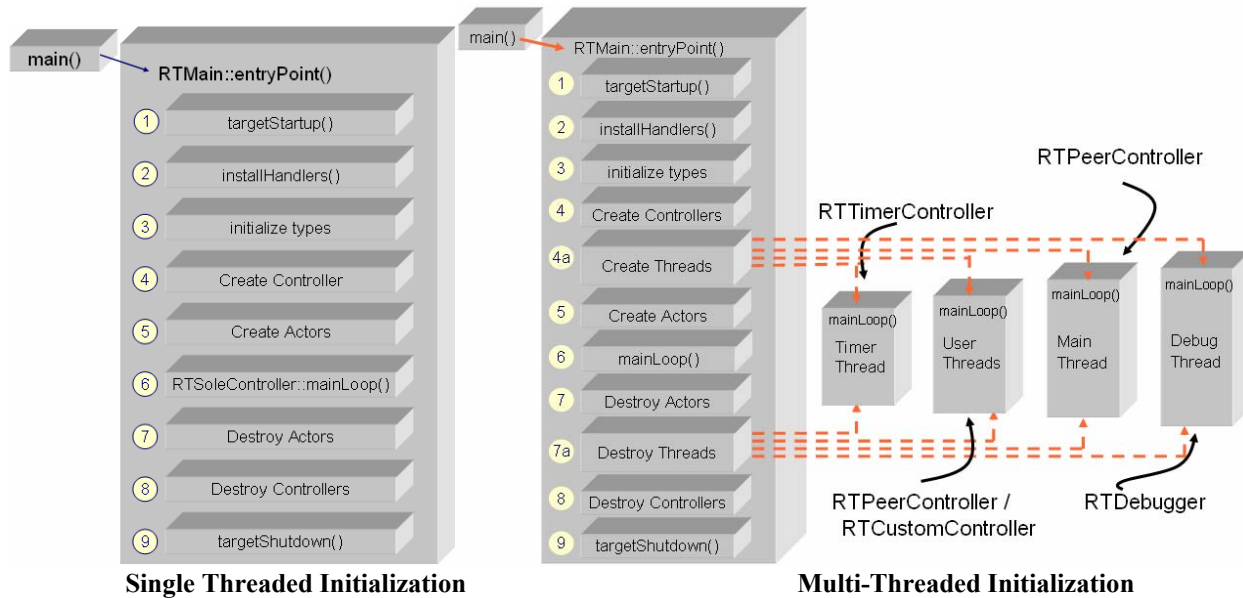 main()
RTMain::entryPoint()
1
targetStartup()
2
installHandlers()
3
initialize types
4
Create Controller
5
Create Actors
6
RTSoleController::mainLoop()
7
Destroy Actors
8
Destroy Controllers
9
targetShutdown()
Single Threaded Initialization
main()
RTMain::entryPoint()
1
targetStartup()
2
installHandlers()
3
initialize types
4
Create Controllers
4a
Create Threads
5
Create Actors
6
mainLoop()
7
Destroy Actors
7a
Destroy Threads
8
Destroy Controllers
9
targetShutdown()
RTPeerController
RTTimerController
mainLoop()
Timer
Thread
mainLoop()
User
Threads
mainLoop()
Main
Thread
mainLoop()
Debug
Thread
RTPeerController /
RTCustomController
RTDebugger
Multi-Threaded Initialization